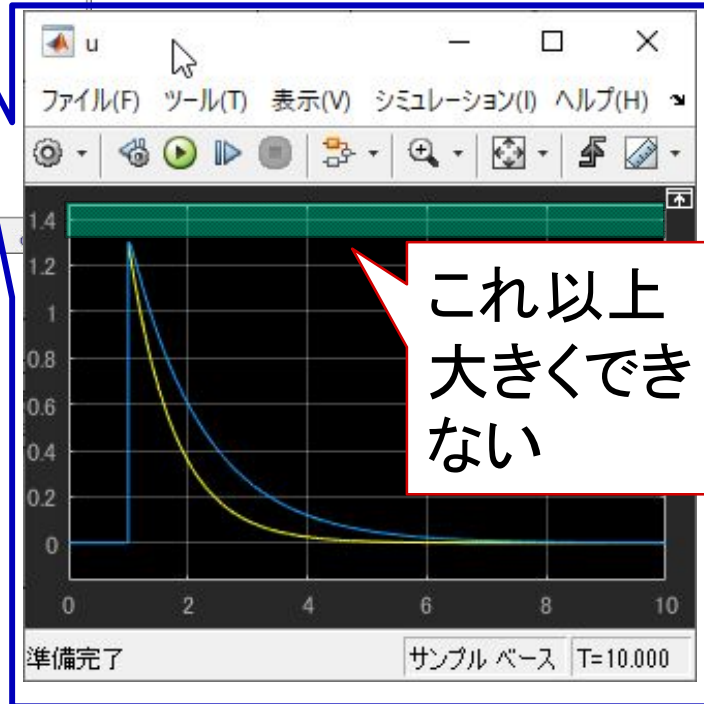 u
ファイル(F) ツール(T) 表示(V) シミュレーション(I) ヘルプ(H)
1.4
1.2
1
0.8
0.6
0.4
0.2
0
これ以上
大きくでき
ない
0 2 4 6 8 10
準備完了 サンプル ベース T=10.000